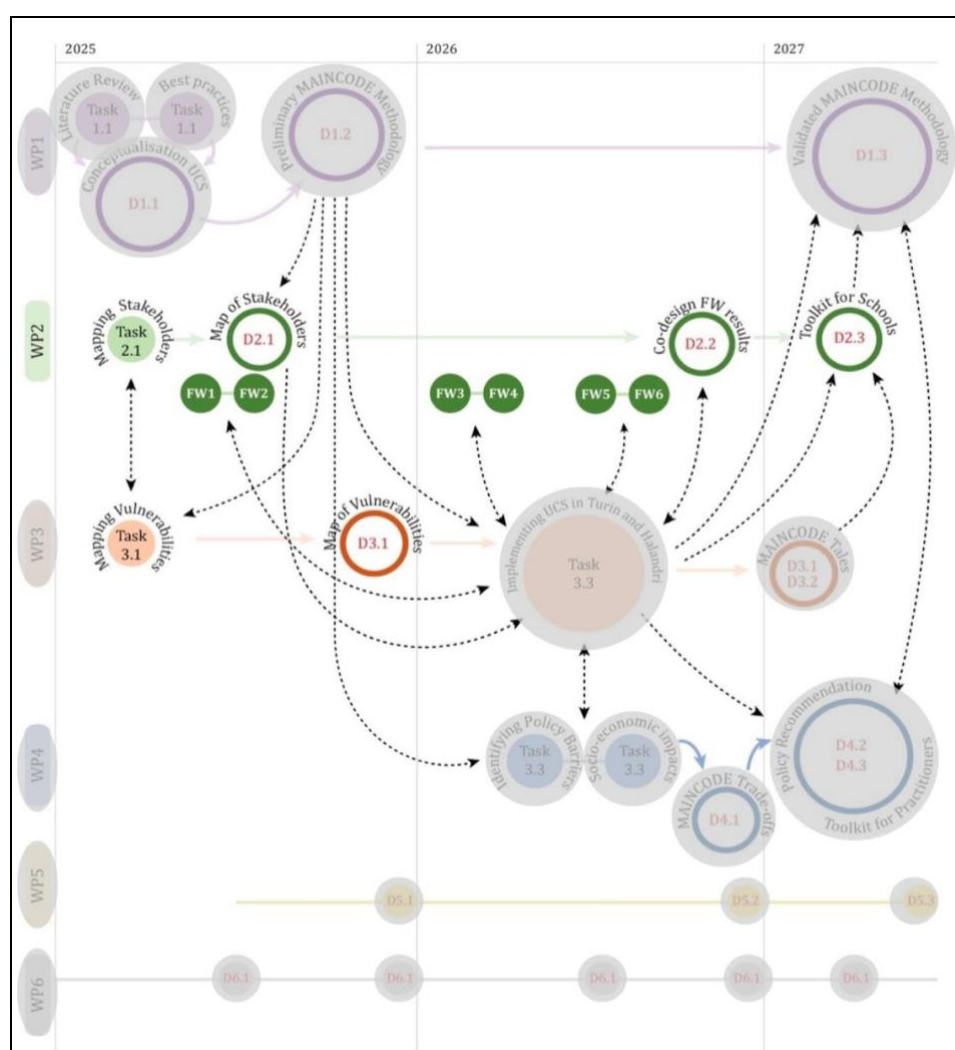 2025
2026
2027
WP1
Literature Review
Task
1.1
Best practices
Task
1.1
Conceptualisation UCS
D1.1
Preliminary MAINCODE Methodology
D1.2
Validated MAINCODE Methodology
D1.3
WP2
Mapping Stakeholders
Task
2.1
Map of Stakeholders
D2.1
FW1
FW2
FW3
FW4
FW5
FW6
Co-design FW results
D2.2
Toolkit for Schools
D2.3
WP3
Mapping Vulnerabilities
Task
3.1
Map of Vulnerabilities
D3.1
Implementing UCS in Turin and Halandri
Task
3.3
MAINCODE Tales
D3.1
D3.2
WP4
Identifying Policy Barriers
Task
3.3
Socio-economic impacts
Task
3.3
MAINCODE Trade-offs
D4.1
Policy Recommendation
D4.2
D4.3
Toolkit for Practitioners
WP5
D5.1
D5.2
D5.3
WP6
D6.1
D6.1
D6.1
D6.1
D6.1